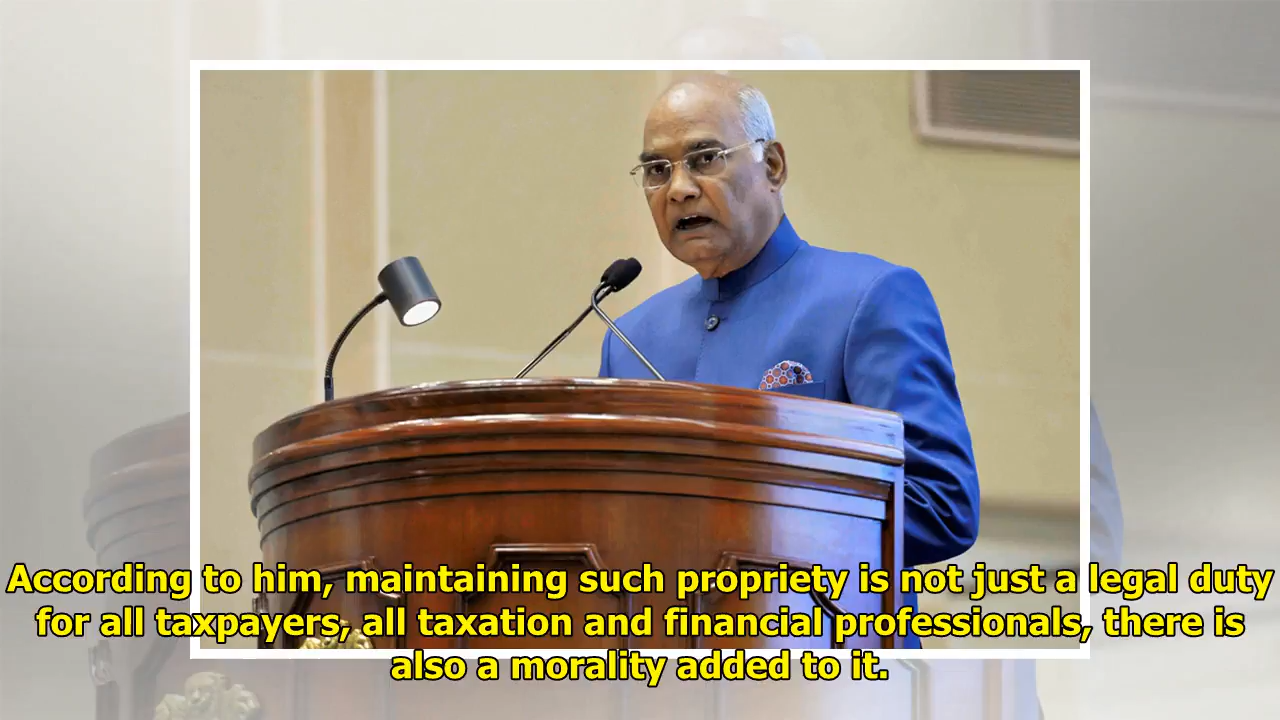 According to him, maintaining such propriety is not just a legal duty
for all taxpayers, all taxation and financial professionals, there is
also a morality added to it.